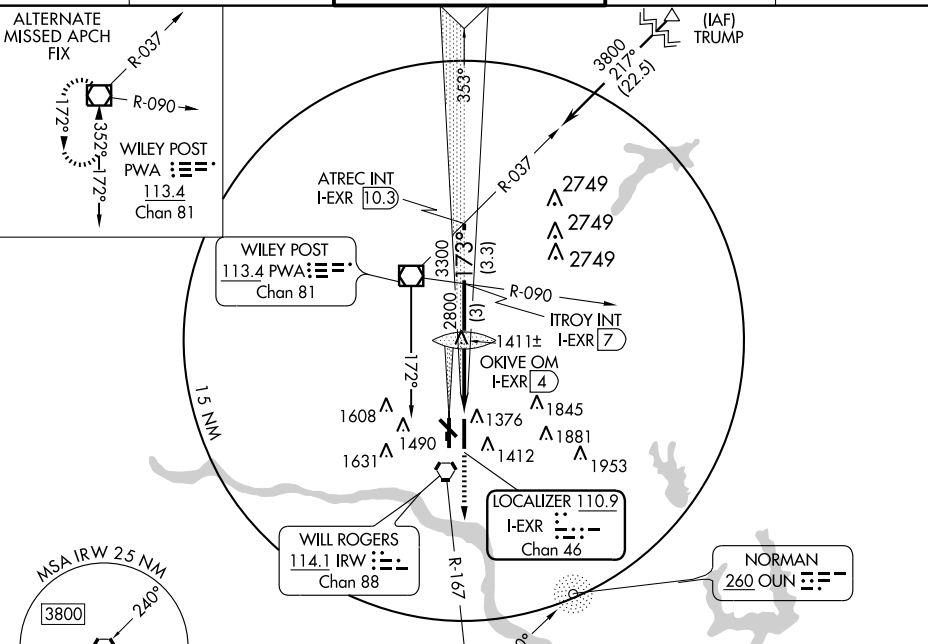 ALTERNATE
MISSED APCH
FIX
R-037
R-090
172°
352°
172°
WILEY POST
PWA
113.4
Chan 81
(IAF)
TRUMP
3800
217°
(22.5)
353°
R-037
ATREC INT
I-EXR 10.3
2749
2749
2749
WILEY POST
113.4 PWA
Chan 81
3300
173°
(3.3)
R-090
ITROY INT
I-EXR 7
2800
(3)
1411±
OKIVE OM
I-EXR 4
172°
15 NM
1608
1490
1631
1376
1412
1845
1881
1953
LOCALIZER 110.9
I-EXR
Chan 46
WILL ROGERS
114.1 IRW
Chan 88
R-167
NORMAN
260 OUN
MSA IRW 25 NM
3800
240°